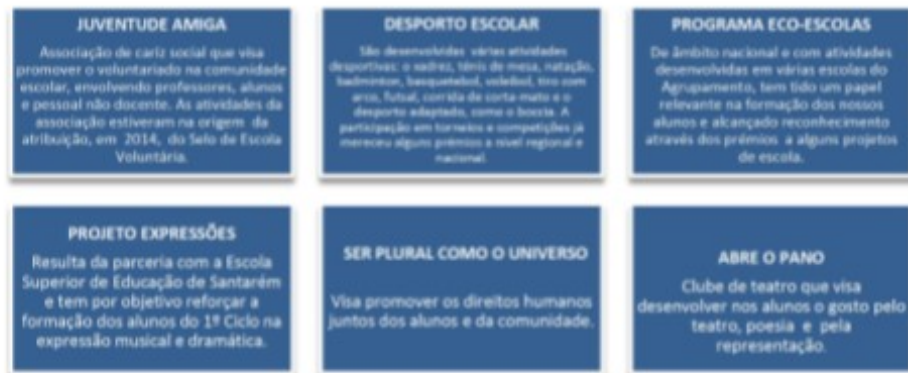 JUVENTUDE AMIGA
Associação de cariz social que visa
promover o voluntariado na comunidade
escolar, envolvendo professores, alunos
e pessoal não docente. As atividades da
associação estiveram na origem da
atribuição, em 2014, do Selo de Escola
Voluntária.
DESPORTO ESCOLAR
São desenvolvidas várias atividades
desportivas: o xadrez, ténis de mesa, natação,
badminton, basquetebol, voleibol, tiro com
arco, futsal, corrida de corta-mato e o
desporto adaptado, como o boccia. A
participação em torneios e competições já
mereceu alguns prémios a nível regional e
nacional.
PROGRAMA ECO-ESCOLAS
De âmbito nacional e com atividades
desenvolvidas em várias escolas do
Agrupamento, tem tido um papel
relevante na formação dos nossos
alunos e alcançado reconhecimento
através dos prémios a alguns projetos
de escola.
PROJETO EXPRESSÕES
Resulta da parceria com a Escola
Superior de Educação de Santarém
e tem por objetivo reforçar a
formação dos alunos do 1º Ciclo na
expressão musical e dramática.
SER PLURAL COMO O UNIVERSO
Visa promover os direitos humanos
juntos dos alunos e da comunidade.
ABRE O PANO
Clube de teatro que visa
desenvolver nos alunos o gosto pelo
teatro, poesia e pela
representação.